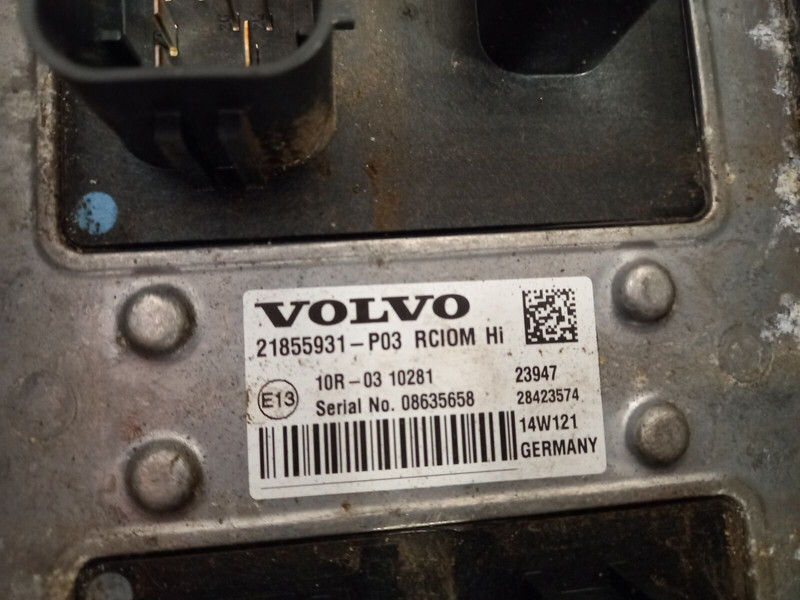 VOLVO
21855931-P03 RCIOM Hi
10R-03 10281 23947
E13 Serial No. 08635658 28423574
14W121
GERMANY